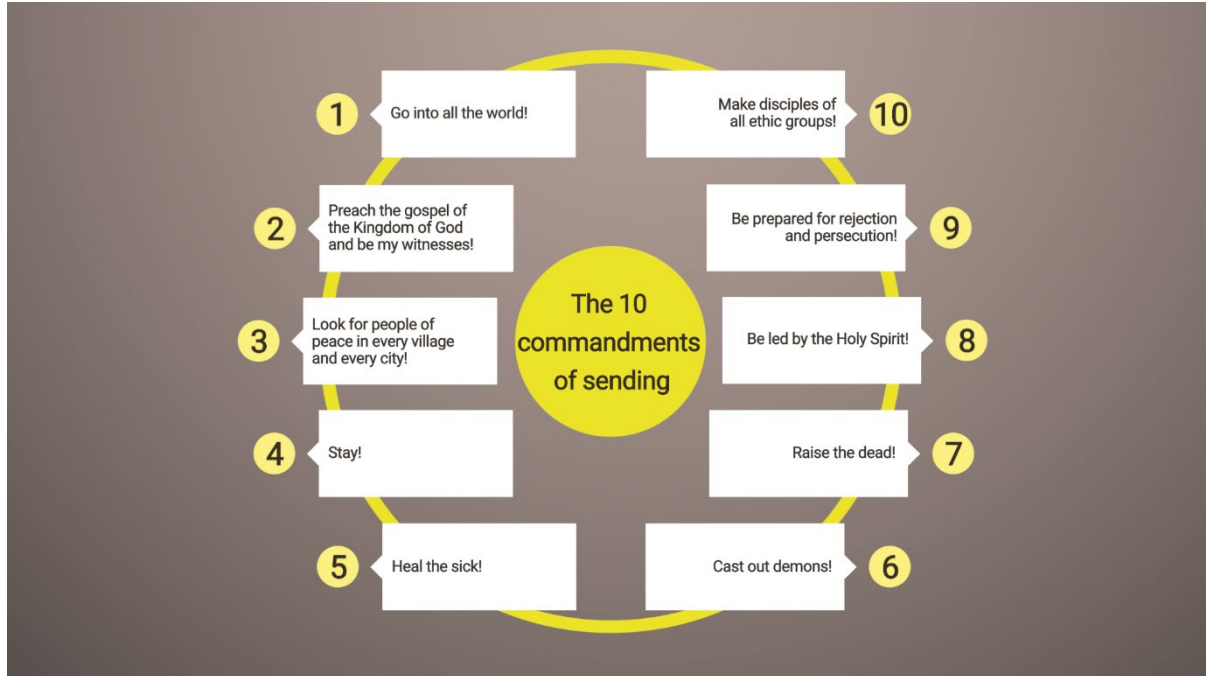 The 10
commandments
of sending
1
Go into all the world!
2
Preach the gospel of
the Kingdom of God
and be my witnesses!
3
Look for people of
peace in every village
and every city!
4
Stay!
5
Heal the sick!
6
Cast out demons!
7
Raise the dead!
8
Be led by the Holy Spirit!
9
Be prepared for rejection
and persecution!
10
Make disciples of
all ethic groups!